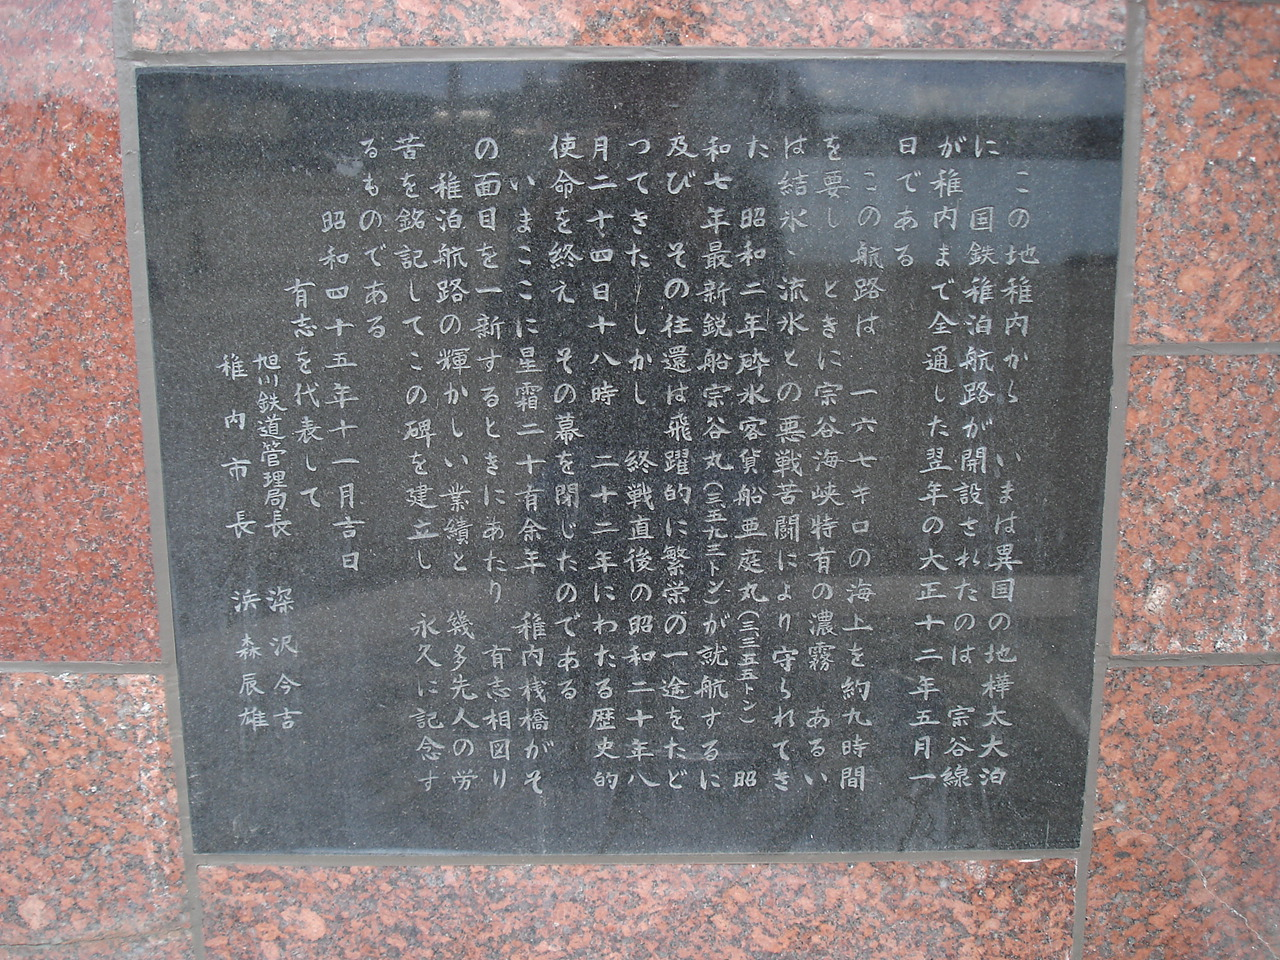 この地稚内から いまは異国の地樺太大泊
に 国鉄稚泊航路が開設されたのは 宗谷線
が稚内まで全通した翌年の大正十二年五月一
日である
この航路は 一六七キロの海上を約九時間
を要し ときに宗谷海峡特有の濃霧 あるい
は結氷、流氷との悪戦苦闘により守られてき
た 昭和二年砕氷客貨船亜庭丸(三三五五トン) 昭
和七年最新鋭船宗谷丸(三五九三トン)が就航するに
及び その往還は飛躍的に繁栄の一途をたど
つてきた しかし 終戦直後の昭和二十年八
月二十四日十八時 二十二年にわたる歴史的
使命を終え その幕を閉じたのである
いまここに星霜二十有余年 稚内桟橋がそ
の面目を一新するときにあたり 有志相図り
稚泊航路の輝かしい業績と 幾多先人の労
苦を銘記してこの碑を建立し 永久に記念す
るものである
昭和四十五年十一月吉日
有志を代表して
旭川鉄道管理局長 深沢今吉
稚内市長 浜森辰雄